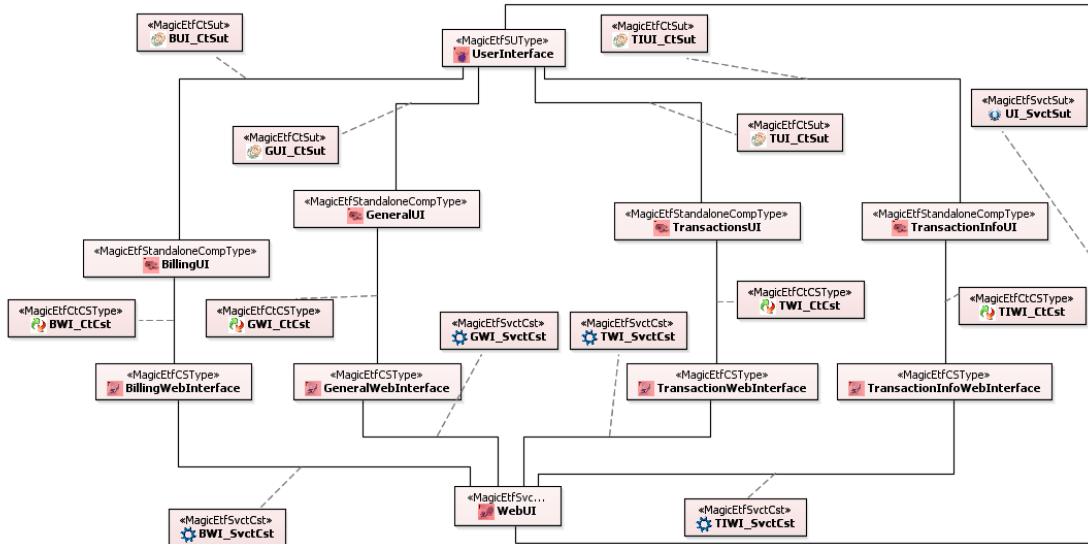 «MagicEtfCtSut»
BUI_CtSut
«MagicEtfSUType»
UserInterface
«MagicEtfCtSut»
TIUI_CtSut
«MagicEtfSvctSut»
UI_SvctSut
«MagicEtfCtSut»
GUI_CtSut
«MagicEtfCtSut»
TUI_CtSut
«MagicEtfStandaloneCompType»
GeneralUI
«MagicEtfStandaloneCompType»
TransactionsUI
«MagicEtfStandaloneCompType»
TransactionInfoUI
«MagicEtfStandaloneCompType»
BillingUI
«MagicEtfCtCSType»
BWI_CtCst
«MagicEtfCtCSType»
GWI_CtCst
«MagicEtfSvctCst»
GWI_SvctCst
«MagicEtfSvctCst»
TWI_SvctCst
«MagicEtfCtCSType»
TWI_CtCst
«MagicEtfCtCSType»
TIWI_CtCst
«MagicEtfCSType»
BillingWebInterface
«MagicEtfCSType»
GeneralWebInterface
«MagicEtfCSType»
TransactionWebInterface
«MagicEtfCSType»
TransactionInfoWebInterface
«MagicEtfSvc...
WebUI
«MagicEtfSvctCst»
BWI_SvctCst
«MagicEtfSvctCst»
TIWI_SvctCst